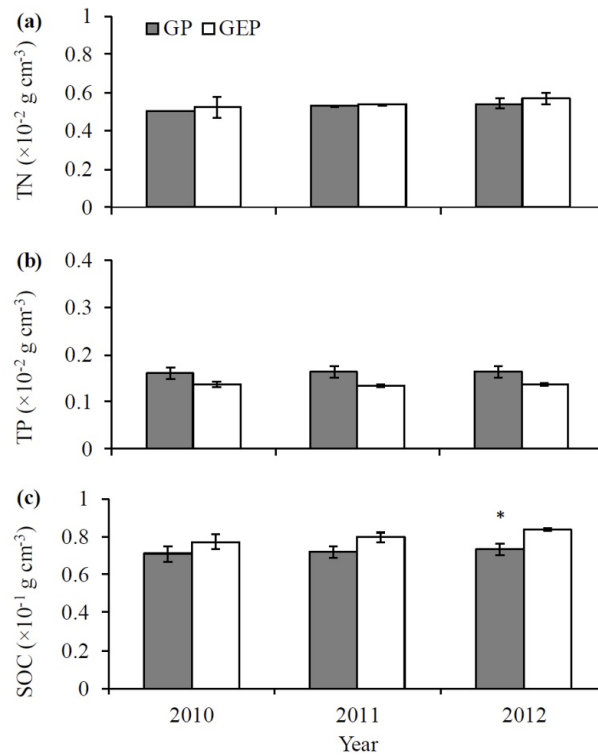 (a)
GP GEP
TN (×10⁻² g cm⁻³)
1
0.8
0.6
0.4
0.2
0
(b)
TP (×10⁻² g cm⁻³)
0.4
0.3
0.2
0.1
0
(c)
SOC (×10⁻¹ g cm⁻³)
1
0.8
0.6
0.4
0.2
0
*
2010 2011 2012
Year